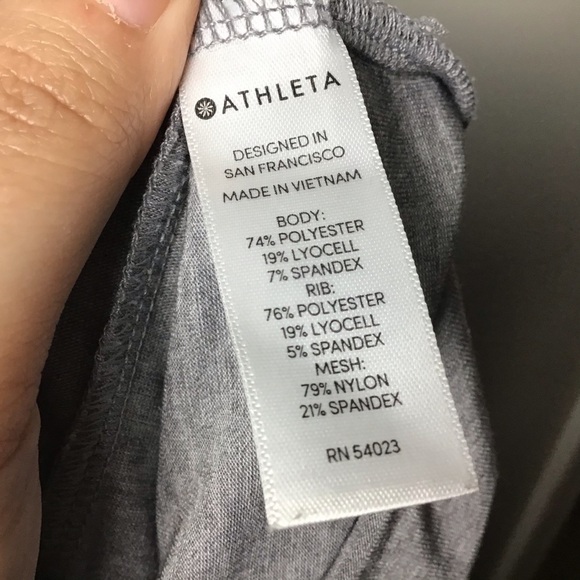 ATHLETA
DESIGNED IN
SAN FRANCISCO
MADE IN VIETNAM
BODY:
74% POLYESTER
19% LYOCELL
7% SPANDEX
RIB:
76% POLYESTER
19% LYOCELL
5% SPANDEX
MESH:
79% NYLON
21% SPANDEX
RN 54023